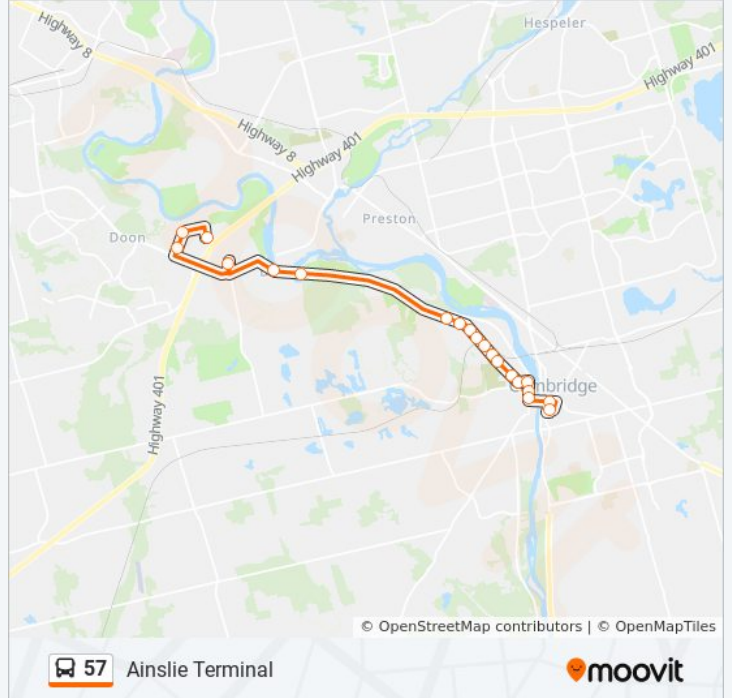 Highway 8
Hespeler
Highway 401
Highway 8
Highway 401
Preston
Doon
Highway 401
Cambridge
© OpenStreetMap contributors | © OpenMapTiles
57 Ainslie Terminal
moovit